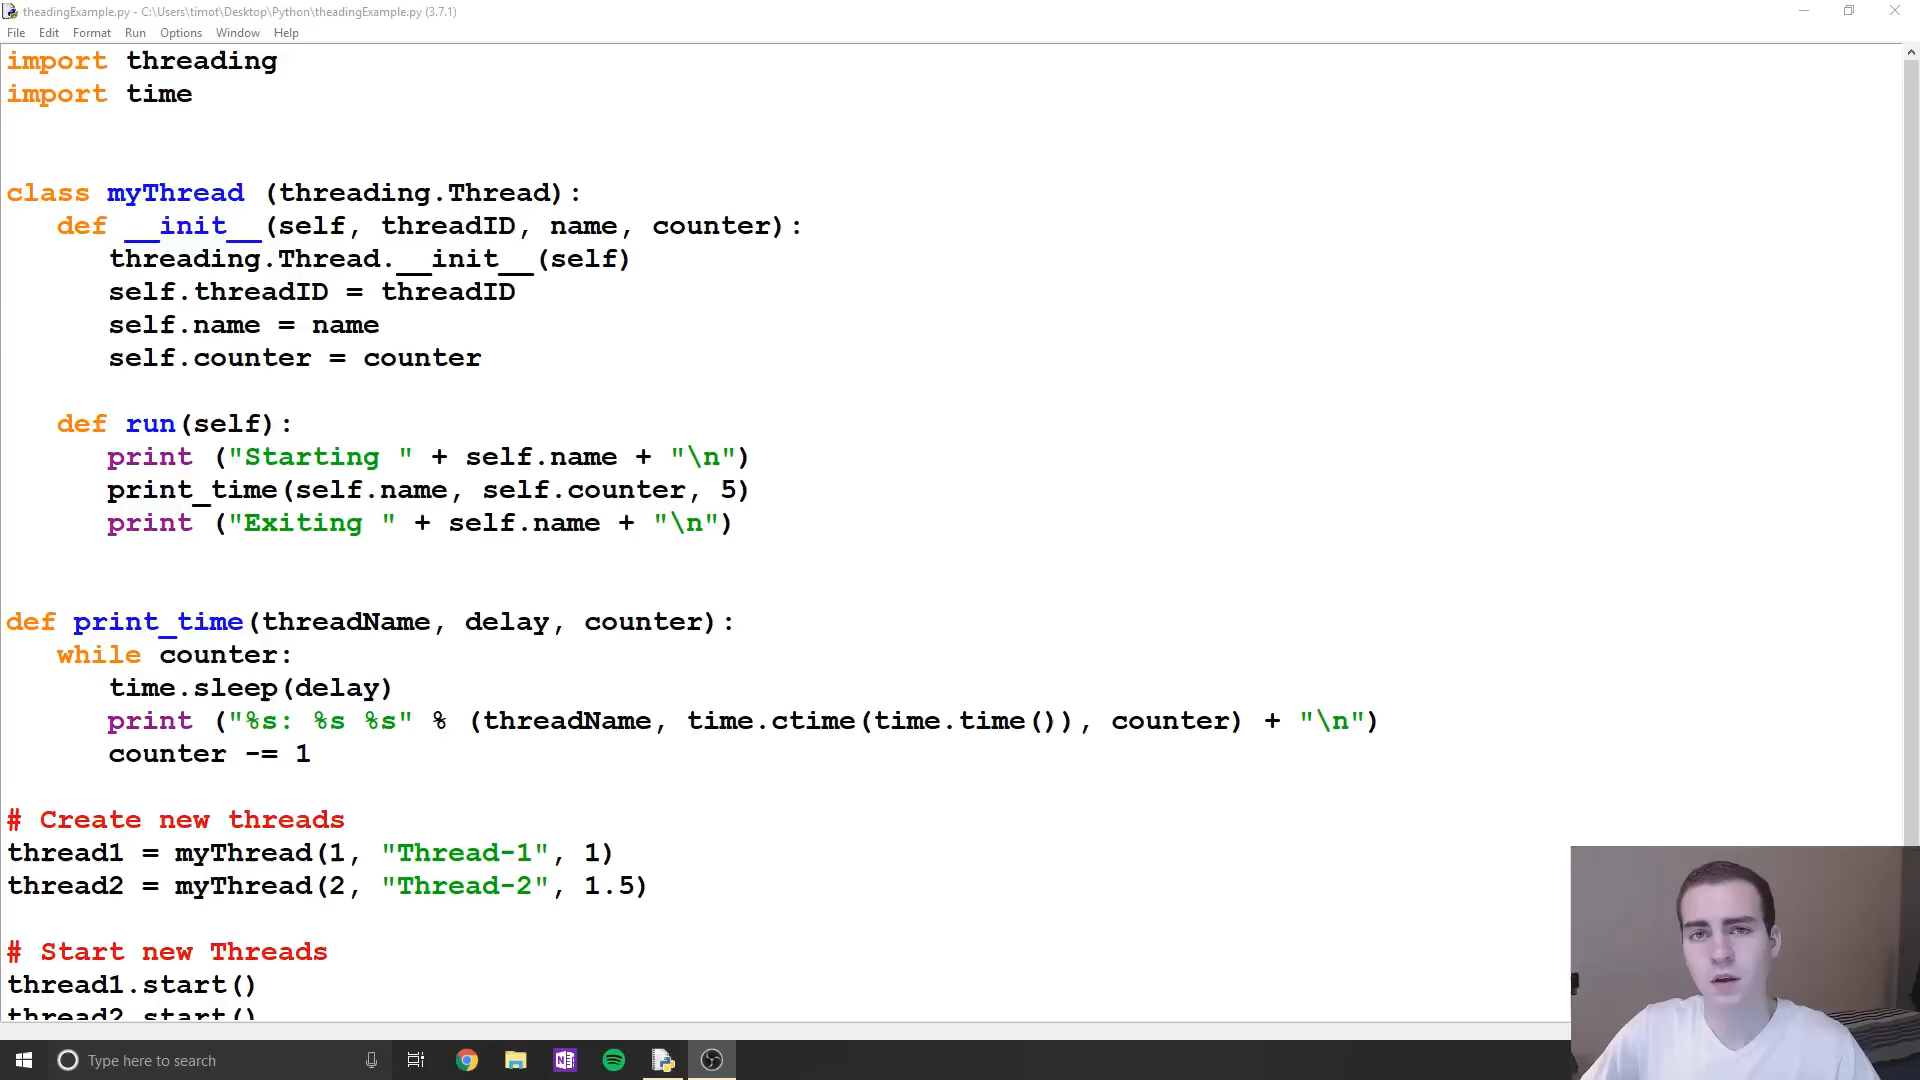 theadingExample.py - C:\Users\timot\Desktop\Python\theadingExample.py (3.7.1)
File Edit Format Run Options Window Help
import threading
import time
class myThread (threading.Thread):
def __init__(self, threadID, name, counter):
threading.Thread.__init__(self)
self.threadID = threadID
self.name = name
self.counter = counter
def run(self):
print ("Starting " + self.name + "\n")
print_time(self.name, self.counter, 5)
print ("Exiting " + self.name + "\n")
def print_time(threadName, delay, counter):
while counter:
time.sleep(delay)
print ("%s: %s %s" % (threadName, time.ctime(time.time()), counter) + "\n")
counter -= 1
# Create new threads
thread1 = myThread(1, "Thread-1", 1)
thread2 = myThread(2, "Thread-2", 1.5)
# Start new Threads
thread1.start()
thread2.start()
Type here to search